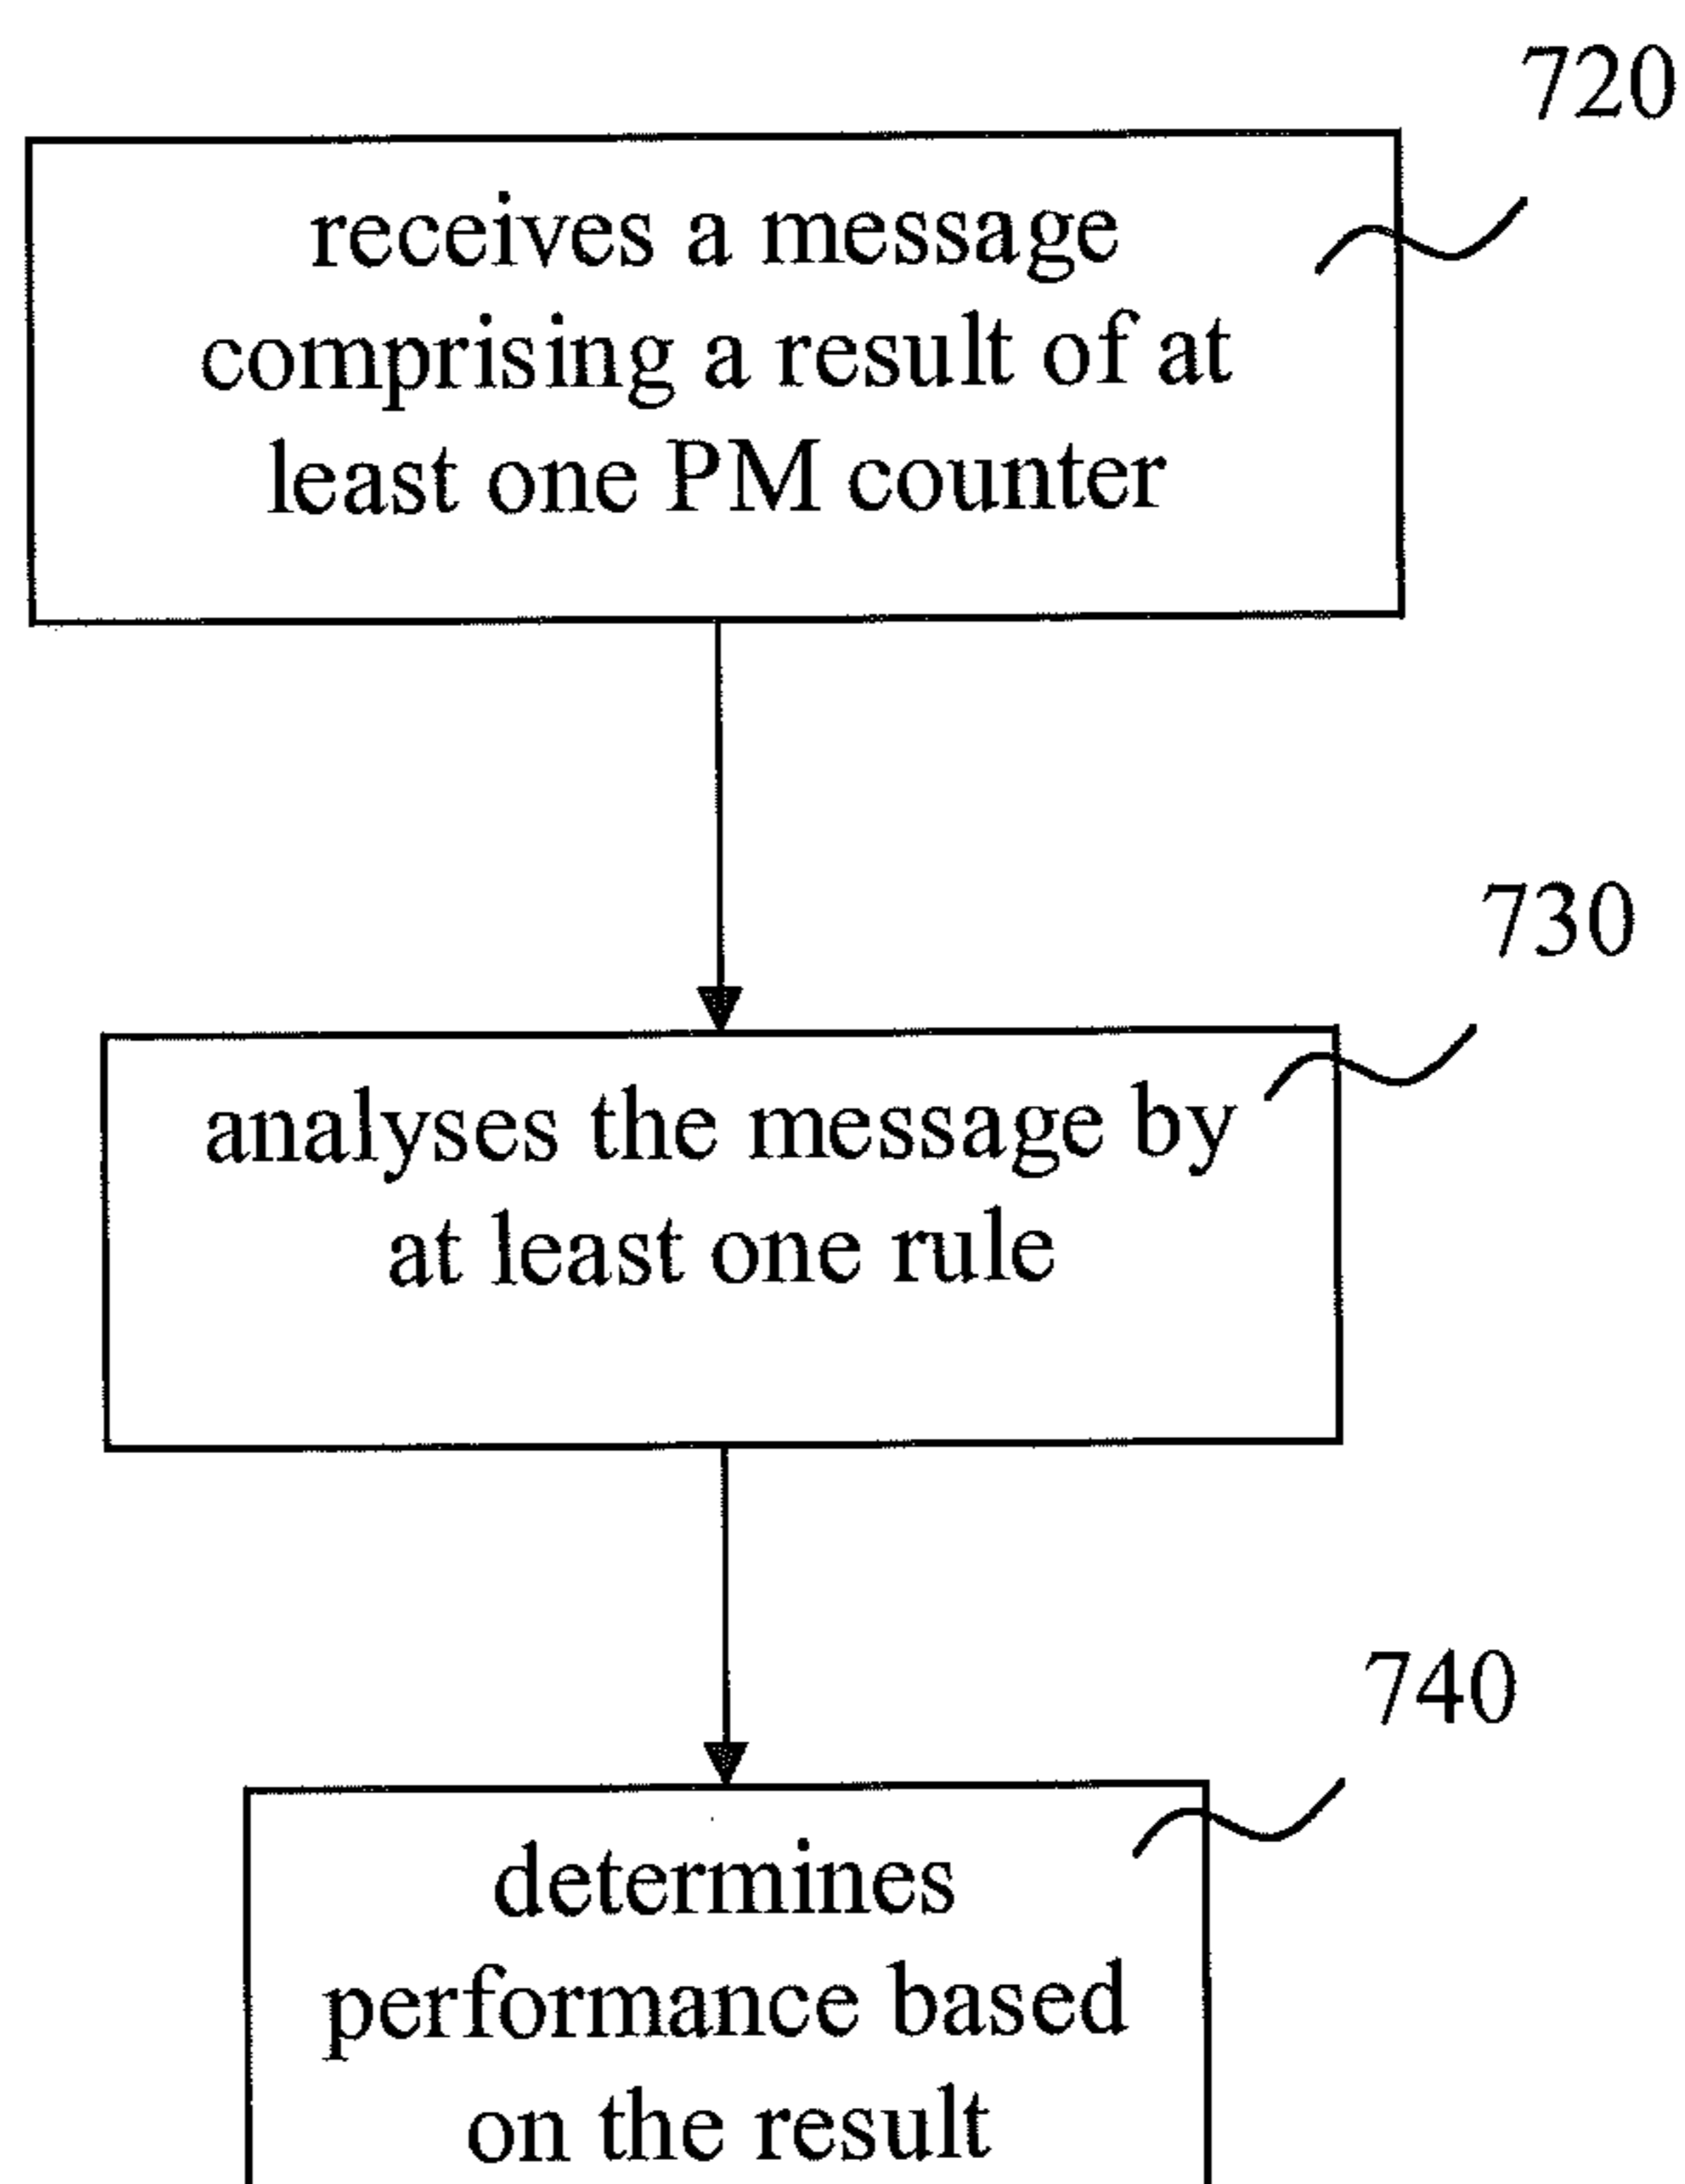 720
receives a message
comprising a result of at
least one PM counter
730
analyses the message by
at least one rule
740
determines
performance based
on the result